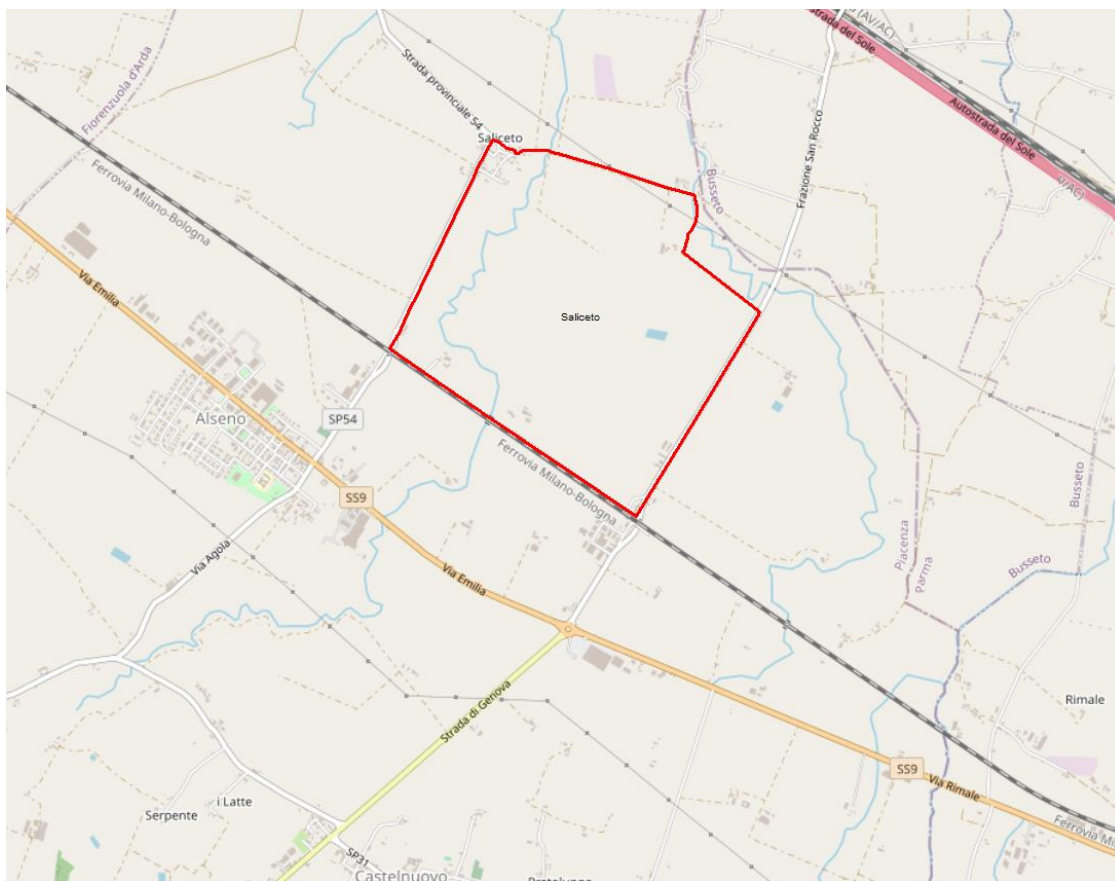 (AV/AC)
Autostrada del Sole
Fiorenzuola d'Arda
Strada provinciale 54
Saliceto
Autostrada del Sole
Frazione San Rocco
Ferrovia Milano-Bologna
Busseto
V/AC)
Via Emilia
Saliceto
Alseno
SP54
Ferrovia Milano-Bologna
SS9
Busseto
Piacenza
Parma
Busseto
Via Agola
Via Emilia
Strada di Genova
Rimale
SS9
Via Rimale
i Latte
Serpente
Ferrovia Mi
SP31
Castelnuovo